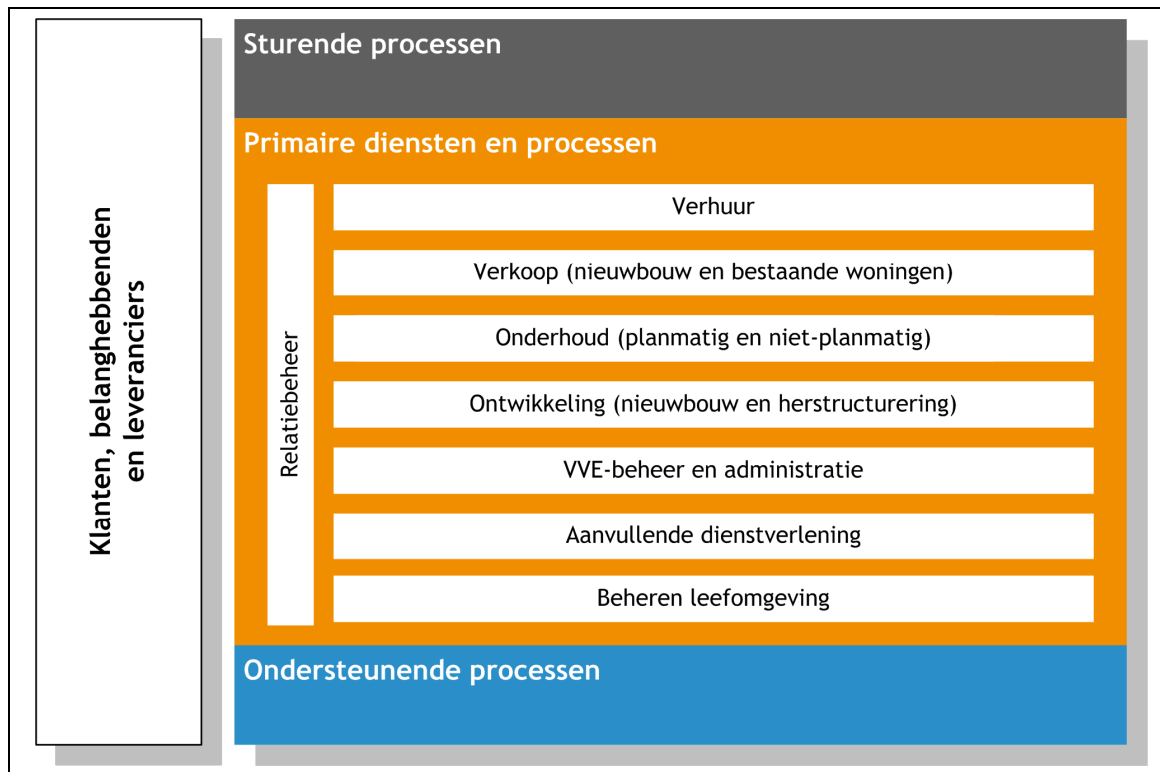 Klanten, belanghebbenden
en leveranciers
Sturende processen
Primaire diensten en processen
Relatiebeheer
Verhuur
Verkoop (nieuwbouw en bestaande woningen)
Onderhoud (planmatig en niet-planmatig)
Ontwikkeling (nieuwbouw en herstructurering)
VVE-beheer en administratie
Aanvullende dienstverlening
Beheren leefomgeving
Ondersteunende processen